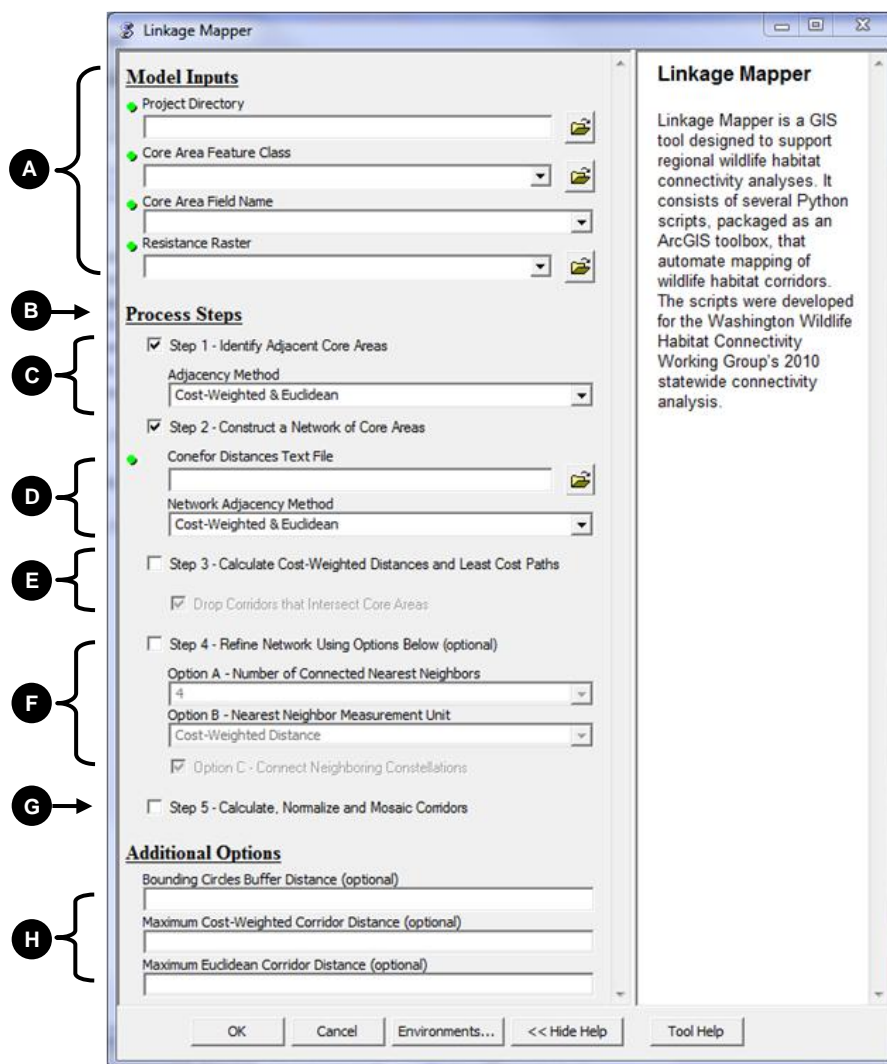 Linkage Mapper
Model Inputs
Project Directory
Core Area Feature Class
Core Area Field Name
Resistance Raster
A
B
Process Steps
Step 1 - Identify Adjacent Core Areas
Adjacency Method
Cost-Weighted & Euclidean
C
Step 2 - Construct a Network of Core Areas
Conefor Distances Text File
Network Adjacency Method
Cost-Weighted & Euclidean
D
Step 3 - Calculate Cost-Weighted Distances and Least Cost Paths
Drop Corridors that Intersect Core Areas
E
Step 4 - Refine Network Using Options Below (optional)
Option A - Number of Connected Nearest Neighbors
4
Option B - Nearest Neighbor Measurement Unit
Cost-Weighted Distance
Option C - Connect Neighboring Constellations
F
G
Step 5 - Calculate, Normalize and Mosaic Corridors
Additional Options
Bounding Circles Buffer Distance (optional)
Maximum Cost-Weighted Corridor Distance (optional)
Maximum Euclidean Corridor Distance (optional)
H
OK
Cancel
Environments...
<< Hide Help
Tool Help
Linkage Mapper
Linkage Mapper is a GIS
tool designed to support
regional wildlife habitat
connectivity analyses. It
consists of several Python
scripts, packaged as an
ArcGIS toolbox, that
automate mapping of
wildlife habitat corridors.
The scripts were developed
for the Washington Wildlife
Habitat Connectivity
Working Group's 2010
statewide connectivity
analysis.